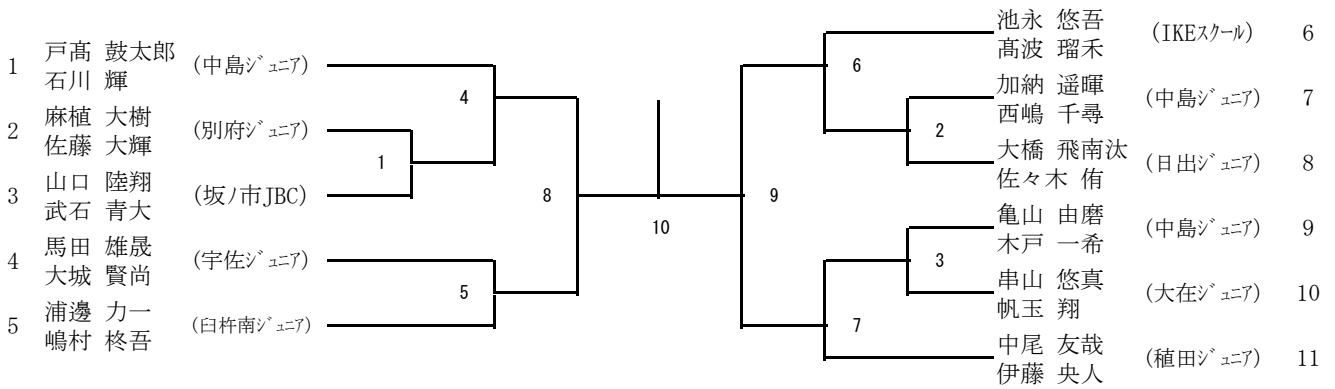 1 戸髙 鼓太郎 (中島ジュニア)
石川 輝
2 麻植 大樹 (別府ジュニア)
佐藤 大輝
3 山口 陸翔 (坂ノ市JBC)
武石 青大
4 馬田 雄晟 (宇佐ジュニア)
大城 賢尚
5 浦邉 力一 (臼杵南ジュニア)
嶋村 柊吾
4
1
8
5
10
9
6
2
3
7
池永 悠吾 (IKEスクール) 6
髙波 瑠禾
加納 遥暉 (中島ジュニア) 7
西嶋 千尋
大橋 飛南汰 (日出ジュニア) 8
佐々木 侑
亀山 由磨 (中島ジュニア) 9
木戸 一希
串山 悠真 (大在ジュニア) 10
帆玉 翔
中尾 友哉 (稙田ジュニア) 11
伊藤 央人